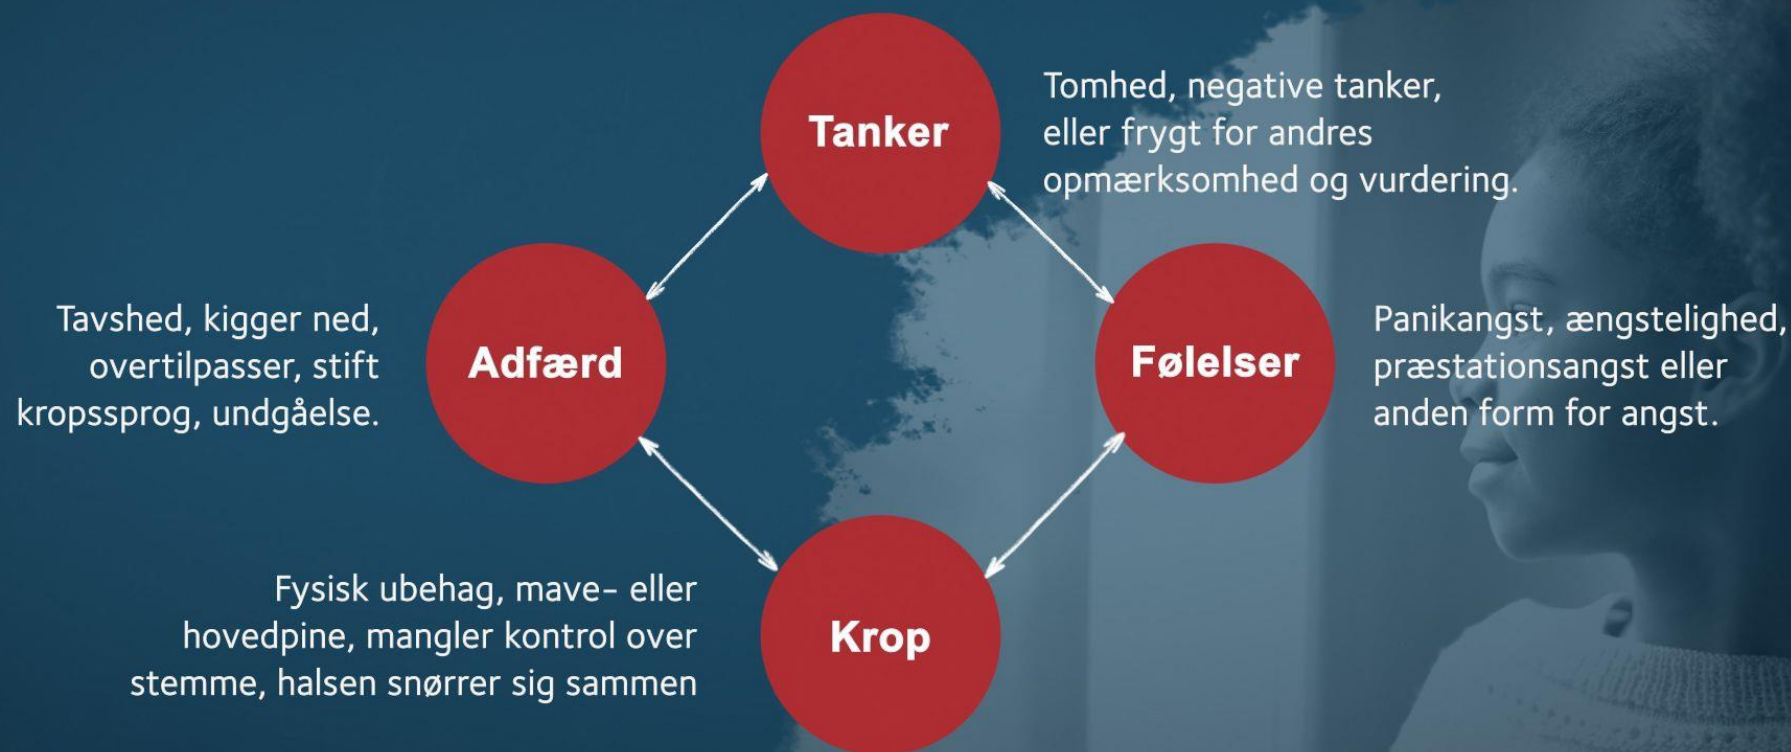 Tanker
Tomhed, negative tanker,
eller frygt for andres
opmærksomhed og vurdering.
Tavshed, kigger ned,
overtilpasser, stift
kropssprog, undgåelse.
Adfærd
Følelser
Panikangst, ængstelighed,
præstationsangst eller
anden form for angst.
Fysisk ubehag, mave- eller
hovedpine, mangler kontrol over
stemme, halsen snørrer sig sammen
Krop